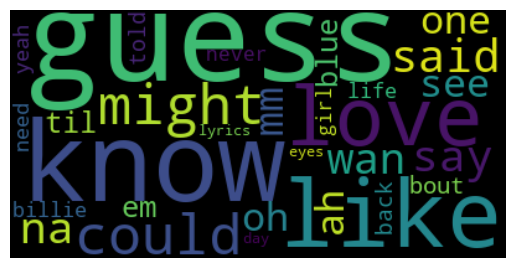 guess
one
yeah
told
never
blue
said
see
might
girl
life
til
mm
love
need
lyrics
know
eyes
wan
say
like
bout
billie
em
oh
ah
back
na
could
day